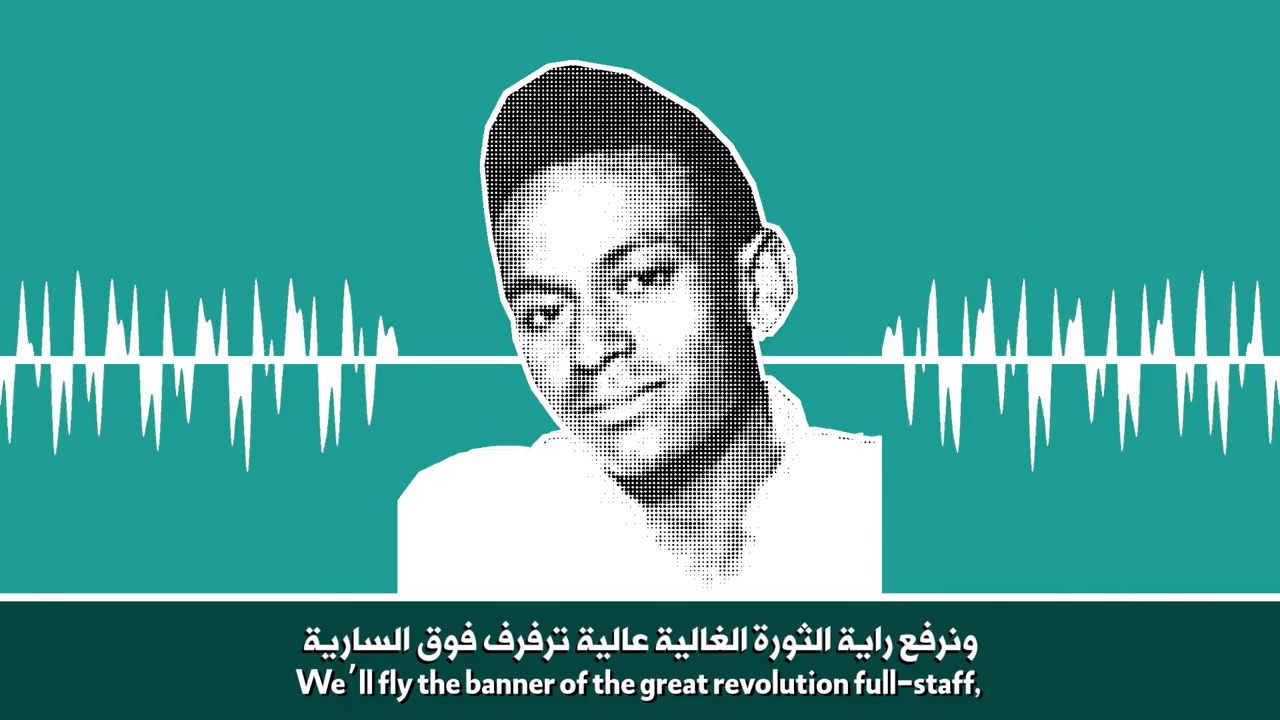 ونرفع راية الثورة الغالية عالية ترفرف فوق السارية
We'll fly the banner of the great revolution full-staff,